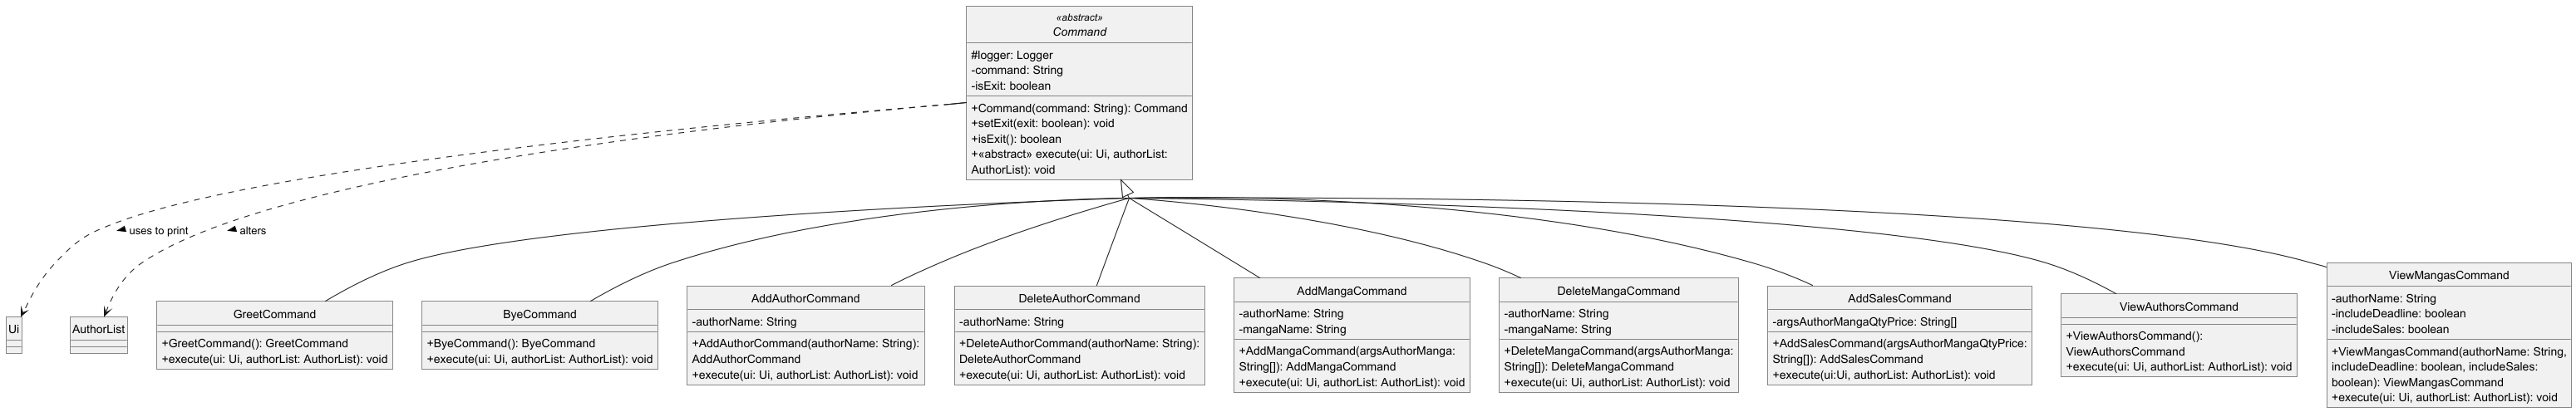 «abstract»
Command
#logger: Logger
-command: String
-isExit: boolean
+Command(command: String): Command
+setExit(exit: boolean): void
+isExit(): boolean
+«abstract» execute(ui: Ui, authorList:
AuthorList): void
uses to print
alters
Ui
AuthorList
GreetCommand
+GreetCommand(): GreetCommand
+execute(ui: Ui, authorList: AuthorList): void
ByeCommand
+ByeCommand(): ByeCommand
+execute(ui: Ui, authorList: AuthorList): void
AddAuthorCommand
-authorName: String
+AddAuthorCommand(authorName: String):
AddAuthorCommand
+execute(ui: Ui, authorList: AuthorList): void
DeleteAuthorCommand
-authorName: String
+DeleteAuthorCommand(authorName: String):
DeleteAuthorCommand
+execute(ui: Ui, authorList: AuthorList): void
AddMangaCommand
-authorName: String
-mangaName: String
+AddMangaCommand(argsAuthorManga:
String[]): AddMangaCommand
+execute(ui: Ui, authorList: AuthorList): void
DeleteMangaCommand
-authorName: String
-mangaName: String
+DeleteMangaCommand(argsAuthorManga:
String[]): DeleteMangaCommand
+execute(ui: Ui, authorList: AuthorList): void
AddSalesCommand
-argsAuthorMangaQtyPrice: String[]
+AddSalesCommand(argsAuthorMangaQtyPrice:
String[]): AddSalesCommand
+execute(ui:Ui, authorList: AuthorList): void
ViewAuthorsCommand
+ViewAuthorsCommand():
ViewAuthorsCommand
+execute(ui: Ui, authorList: AuthorList): void
ViewMangasCommand
-authorName: String
-includeDeadline: boolean
-includeSales: boolean
+ViewMangasCommand(authorName: String,
includeDeadline: boolean, includeSales:
boolean): ViewMangasCommand
+execute(ui: Ui, authorList: AuthorList): void